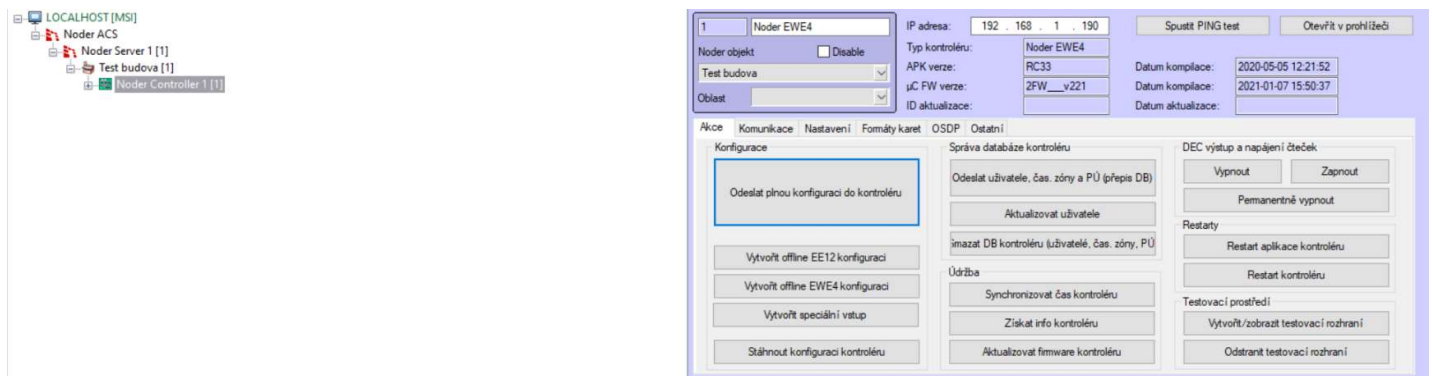 LOCALHOST [MSI]
Noder ACS
Noder Server 1 [1]
Test budova [1]
Noder Controller 1 [1]
1 Noder EWE4
Noder objekt Disable
Test budova
Oblast
IP adresa: 192 . 168 . 1 . 190 Spustit PING test Otevřít v prohlížeči
Typ kontroléru: Noder EWE4
APK verze: RC33 Datum kompilace: 2020-05-05 12:21:52
µC FW verze: 2FW___v221 Datum kompilace: 2021-01-07 15:50:37
ID aktualizace: Datum aktualizace:
Akce Komunikace Nastavení Formáty karet OSDP Ostatní
Konfigurace
Odeslat plnou konfiguraci do kontroléru
Vytvořit offline EE12 konfiguraci
Vytvořit offline EWE4 konfiguraci
Vytvořit speciální vstup
Stáhnout konfiguraci kontroléru
Správa databáze kontroléru
Odeslat uživatele, čas. zóny a PÚ (přepis DB)
Aktualizovat uživatele
Smazat DB kontroléru (uživatelé, čas. zóny, PÚ
Údržba
Synchronizovat čas kontroléru
Získat info kontroléru
Aktualizovat firmware kontroléru
DEC výstup a napájení čteček
Vypnout Zapnout
Permanentně vypnout
Restarty
Restart aplikace kontroléru
Restart kontroléru
Testovací prostředí
Vytvořit/zobrazit testovací rozhraní
Odstranit testovací rozhraní